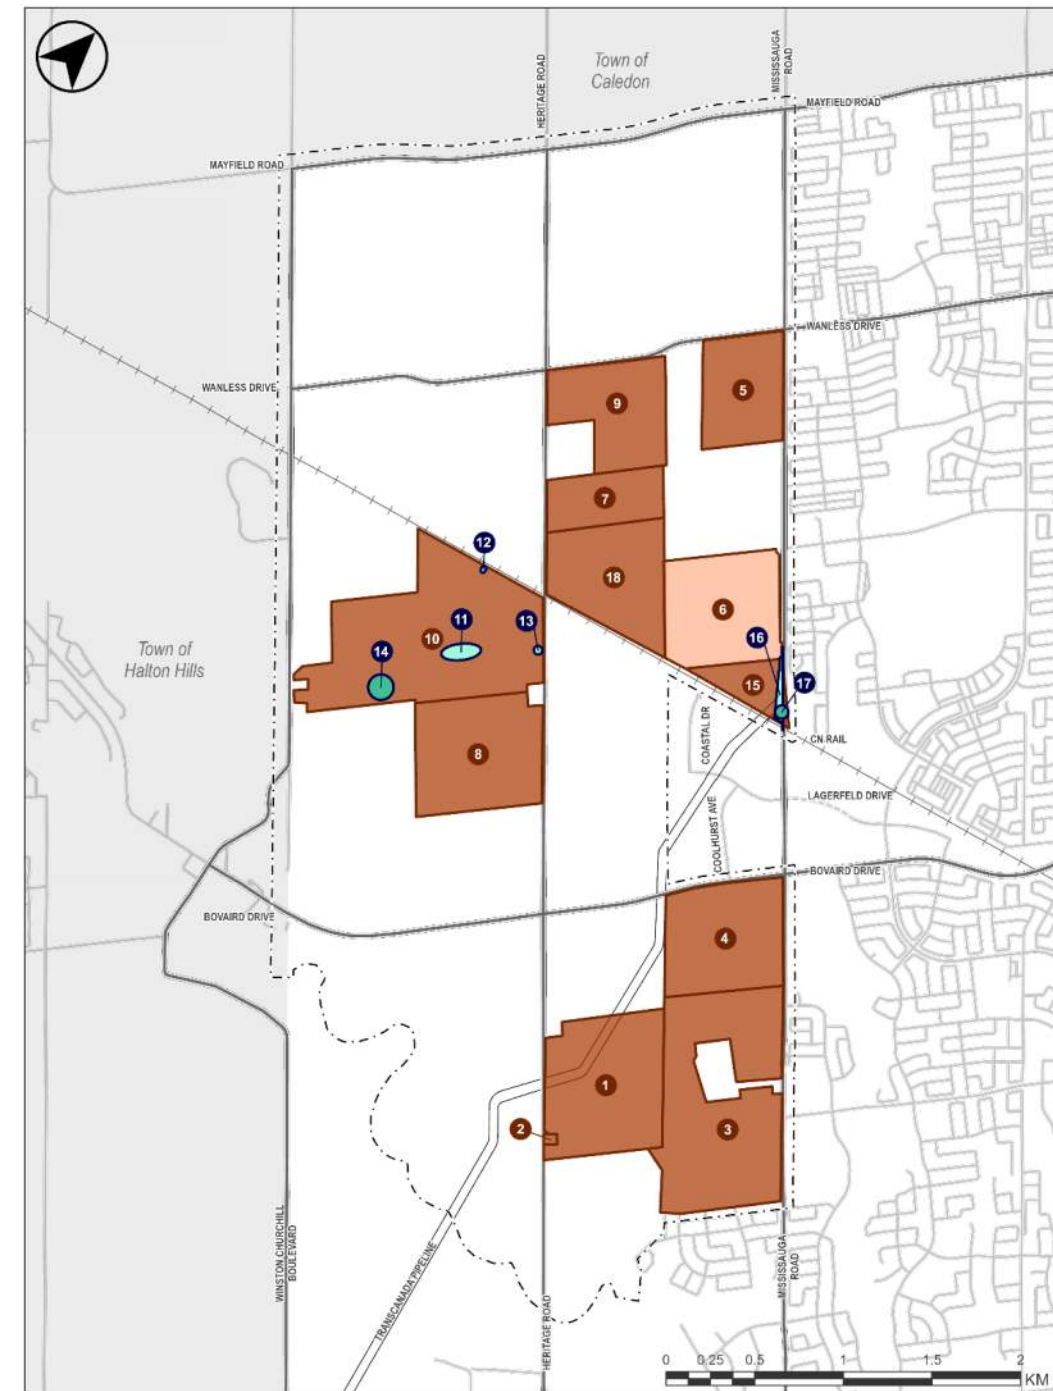 Town of
Caledon
HERITAGE ROAD
MISSISSAUGA
ROAD
MAYFIELD ROAD
MAYFIELD ROAD
WANLESS DRIVE
WANLESS DRIVE
5
9
7
12
18
6
11
13
16
10
14
15
17
Town of
Halton Hills
COASTAL DR
CN RAIL
8
LAGERFELD DRIVE
COOLHURST AVE
BOVAIRD DRIVE
BOVAIRD DRIVE
4
1
2
3
WINSTON CHURCHILL
BOULEVARD
TRANSCANADA PIPELINE
HERITAGE ROAD
MISSISSAUGA
ROAD
0 0.25 0.5 1 1.5 2
KM